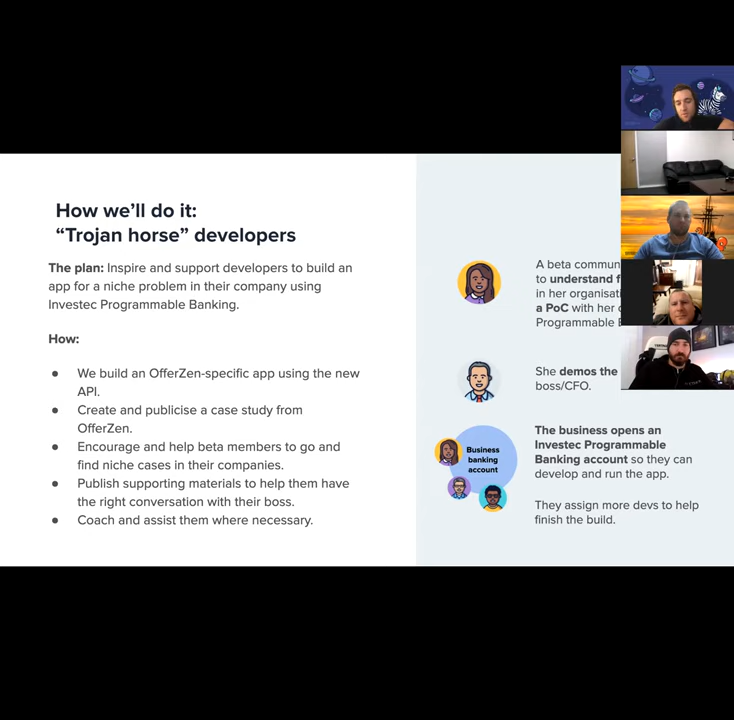 How we’ll do it:
“Trojan horse” developers
The plan: Inspire and support developers to build an
app for a niche problem in their company using
Investec Programmable Banking.
How:
● We build an OfferZen-specific app using the new
API.
● Create and publicise a case study from
OfferZen.
● Encourage and help beta members to go and
find niche cases in their companies.
● Publish supporting materials to help them have
the right conversation with their boss.
● Coach and assist them where necessary.
A beta commun
to understand f
in her organisati
a PoC with her
Programmable
She demos the
boss/CFO.
Business
banking
account
The business opens an
Investec Programmable
Banking account so they can
develop and run the app.
They assign more devs to help
finish the build.